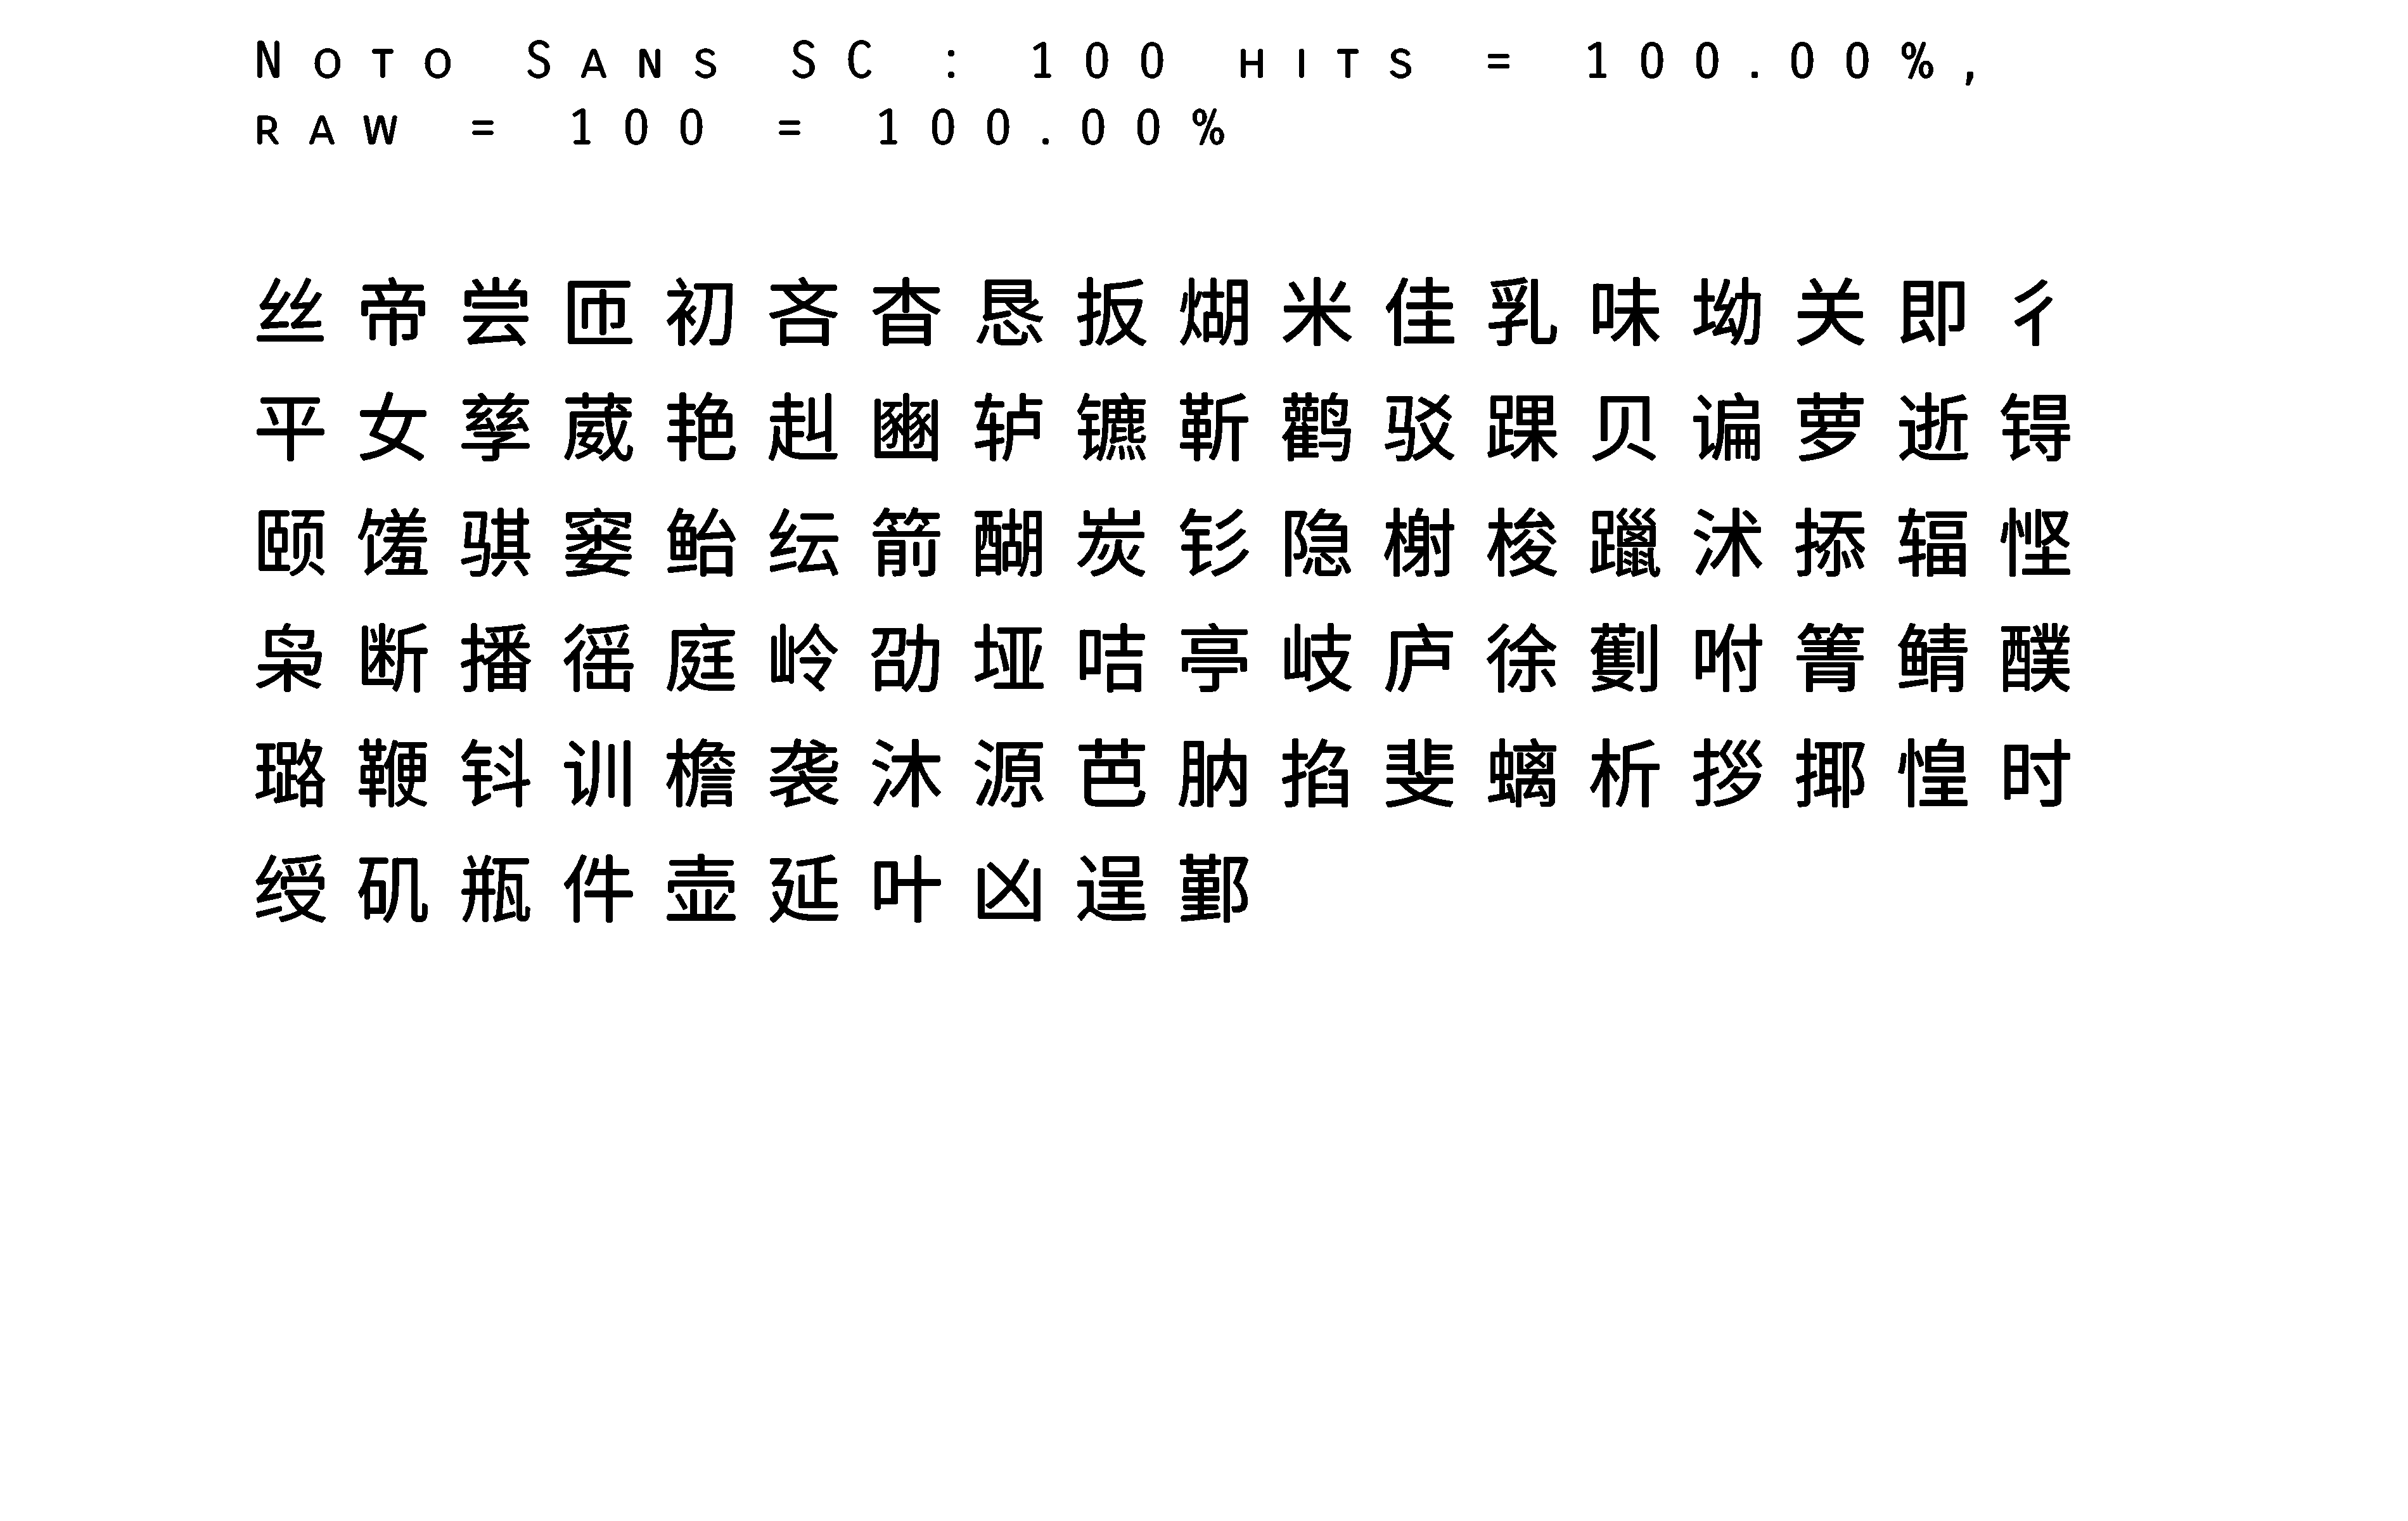 Noto Sans SC : 100 hits = 100.00%,
raw = 100 = 100.00%
丝帝尝匝初吝杳恳扳煳米佳乳味坳关即彳
平女孳葳艳赳豳轳镳靳鹳驳踝贝谝萝逝锝
颐馐骐窭鲐纭箭醐炭钐隐榭梭躐沭掭辐悭
枭断播徭庭岭劭垭咭亭岐庐徐蒯咐箐鲭醭
璐鞭钭训檐袭沐源芭肭掐斐螭析拶揶惶时
绶矶瓶件壶延叶凶逞鄞